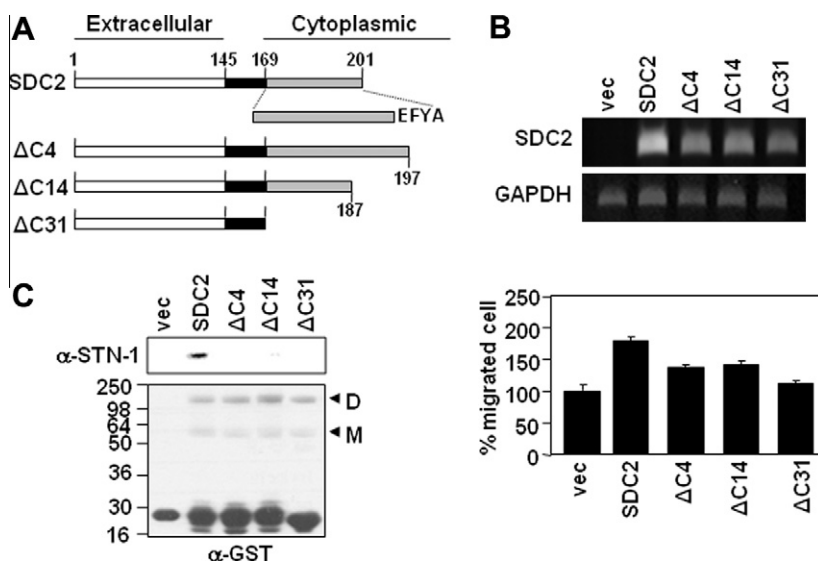 A
Extracellular Cytoplasmic
1 145 169 201
SDC2
EFYA
ΔC4
197
ΔC14
187
ΔC31
B
vec SDC2 ΔC4 ΔC14 ΔC31
SDC2
GAPDH
C
vec SDC2 ΔC4 ΔC14 ΔC31
α-STN-1
250
98
64
50
36
30
16
D
M
α-GST
% migrated cell
250
200
150
100
50
0
vec SDC2 ΔC4 ΔC14 ΔC31